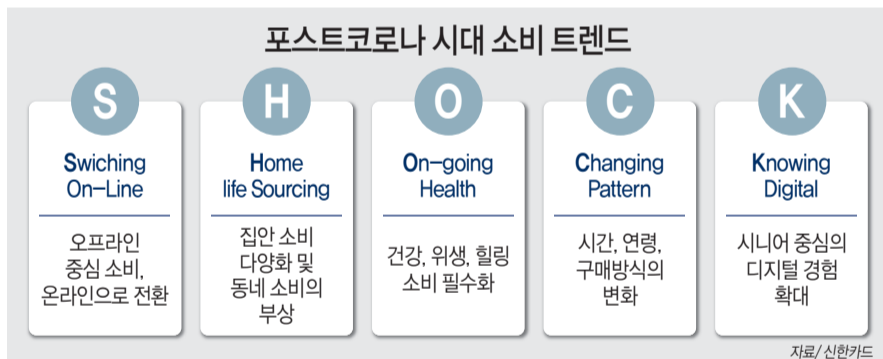 포스트코로나 시대 소비 트렌드
S
Swiching
On-Line
오프라인
중심 소비,
온라인으로 전환
H
Home
life Sourcing
집안 소비
다양화 및
동네 소비의
부상
O
On-going
Health
건강, 위생, 힐링
소비 필수화
C
Changing
Pattern
시간, 연령,
구매방식의
변화
K
Knowing
Digital
시니어 중심의
디지털 경험
확대
자료/신한카드